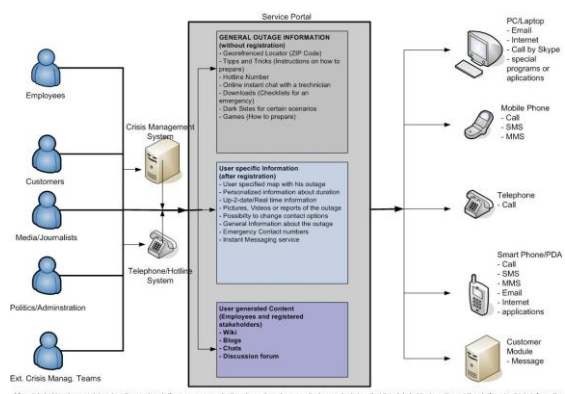 Service Portal
Employees
Customers
Media/Journalists
Politics/Adminstration
Ext. Crisis Manag. Teams
Crisis Management
System
Telephone/Hotline
System
GENERAL OUTAGE INFORMATION
(without registration)
- Georefrenced Locator (ZIP Code)
- Tipps and Tricks (Instructions on how to
prepare)
- Hotline Number
- Online instant chat with a trechnician
- Downloads (Checklists for an
emergency)
- Dark Sides for certain scenarios
- Games (How to prepare)
User specific Information
(after registration)
- User specified map with his outage
- Personalized information about duration
- Up-2-date/Real time information
- Pictures, Videos or reports of the outage
- Possibilty to change contact options
- General Information about the outage
- Emergency Contact numbers
- Instant Messaging service
User generated Content
(Employees and registered
stakeholders)
- Wiki
- Blogs
- Chats
- Discussion forum
PC/Laptop
- Email
- Internet
- Call by Skype
- special
programs or
aplications
Mobile Phone
- Call
- SMS
- MMS
Telephone
- Call
Smart Phone/PDA
- Call
- SMS
- MMS
- Email
- Internet
- applications
Customer
Module
- Message